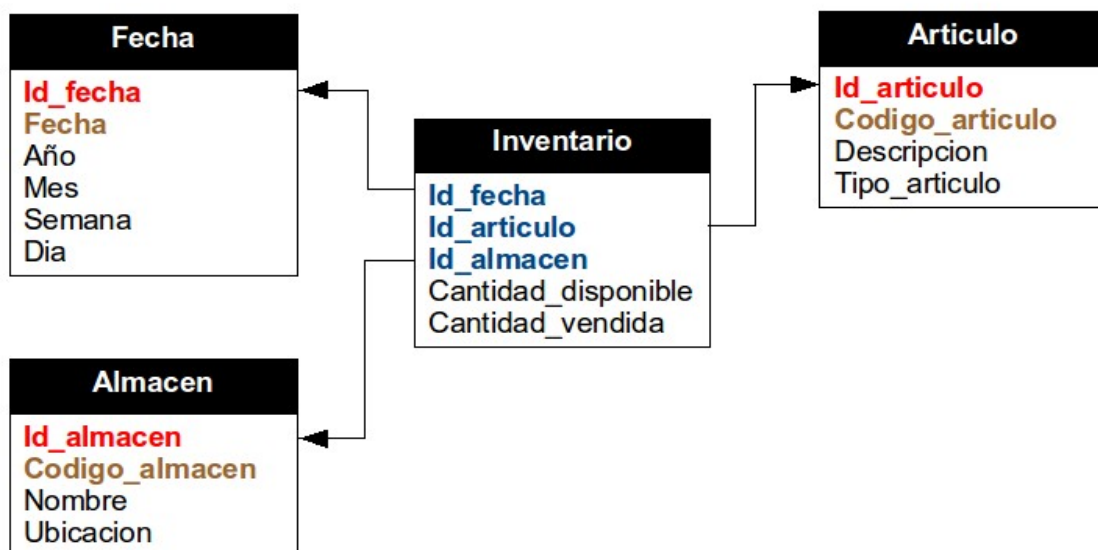 Fecha
Id_fecha
Fecha
Año
Mes
Semana
Dia
Inventario
Id_fecha
Id_articulo
Id_almacen
Cantidad_disponible
Cantidad_vendida
Articulo
Id_articulo
Codigo_articulo
Descripcion
Tipo_articulo
Almacen
Id_almacen
Codigo_almacen
Nombre
Ubicacion